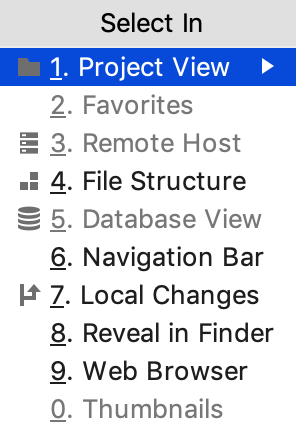 Select In
1. Project View
2. Favorites
3. Remote Host
4. File Structure
5. Database View
6. Navigation Bar
7. Local Changes
8. Reveal in Finder
9. Web Browser
0. Thumbnails